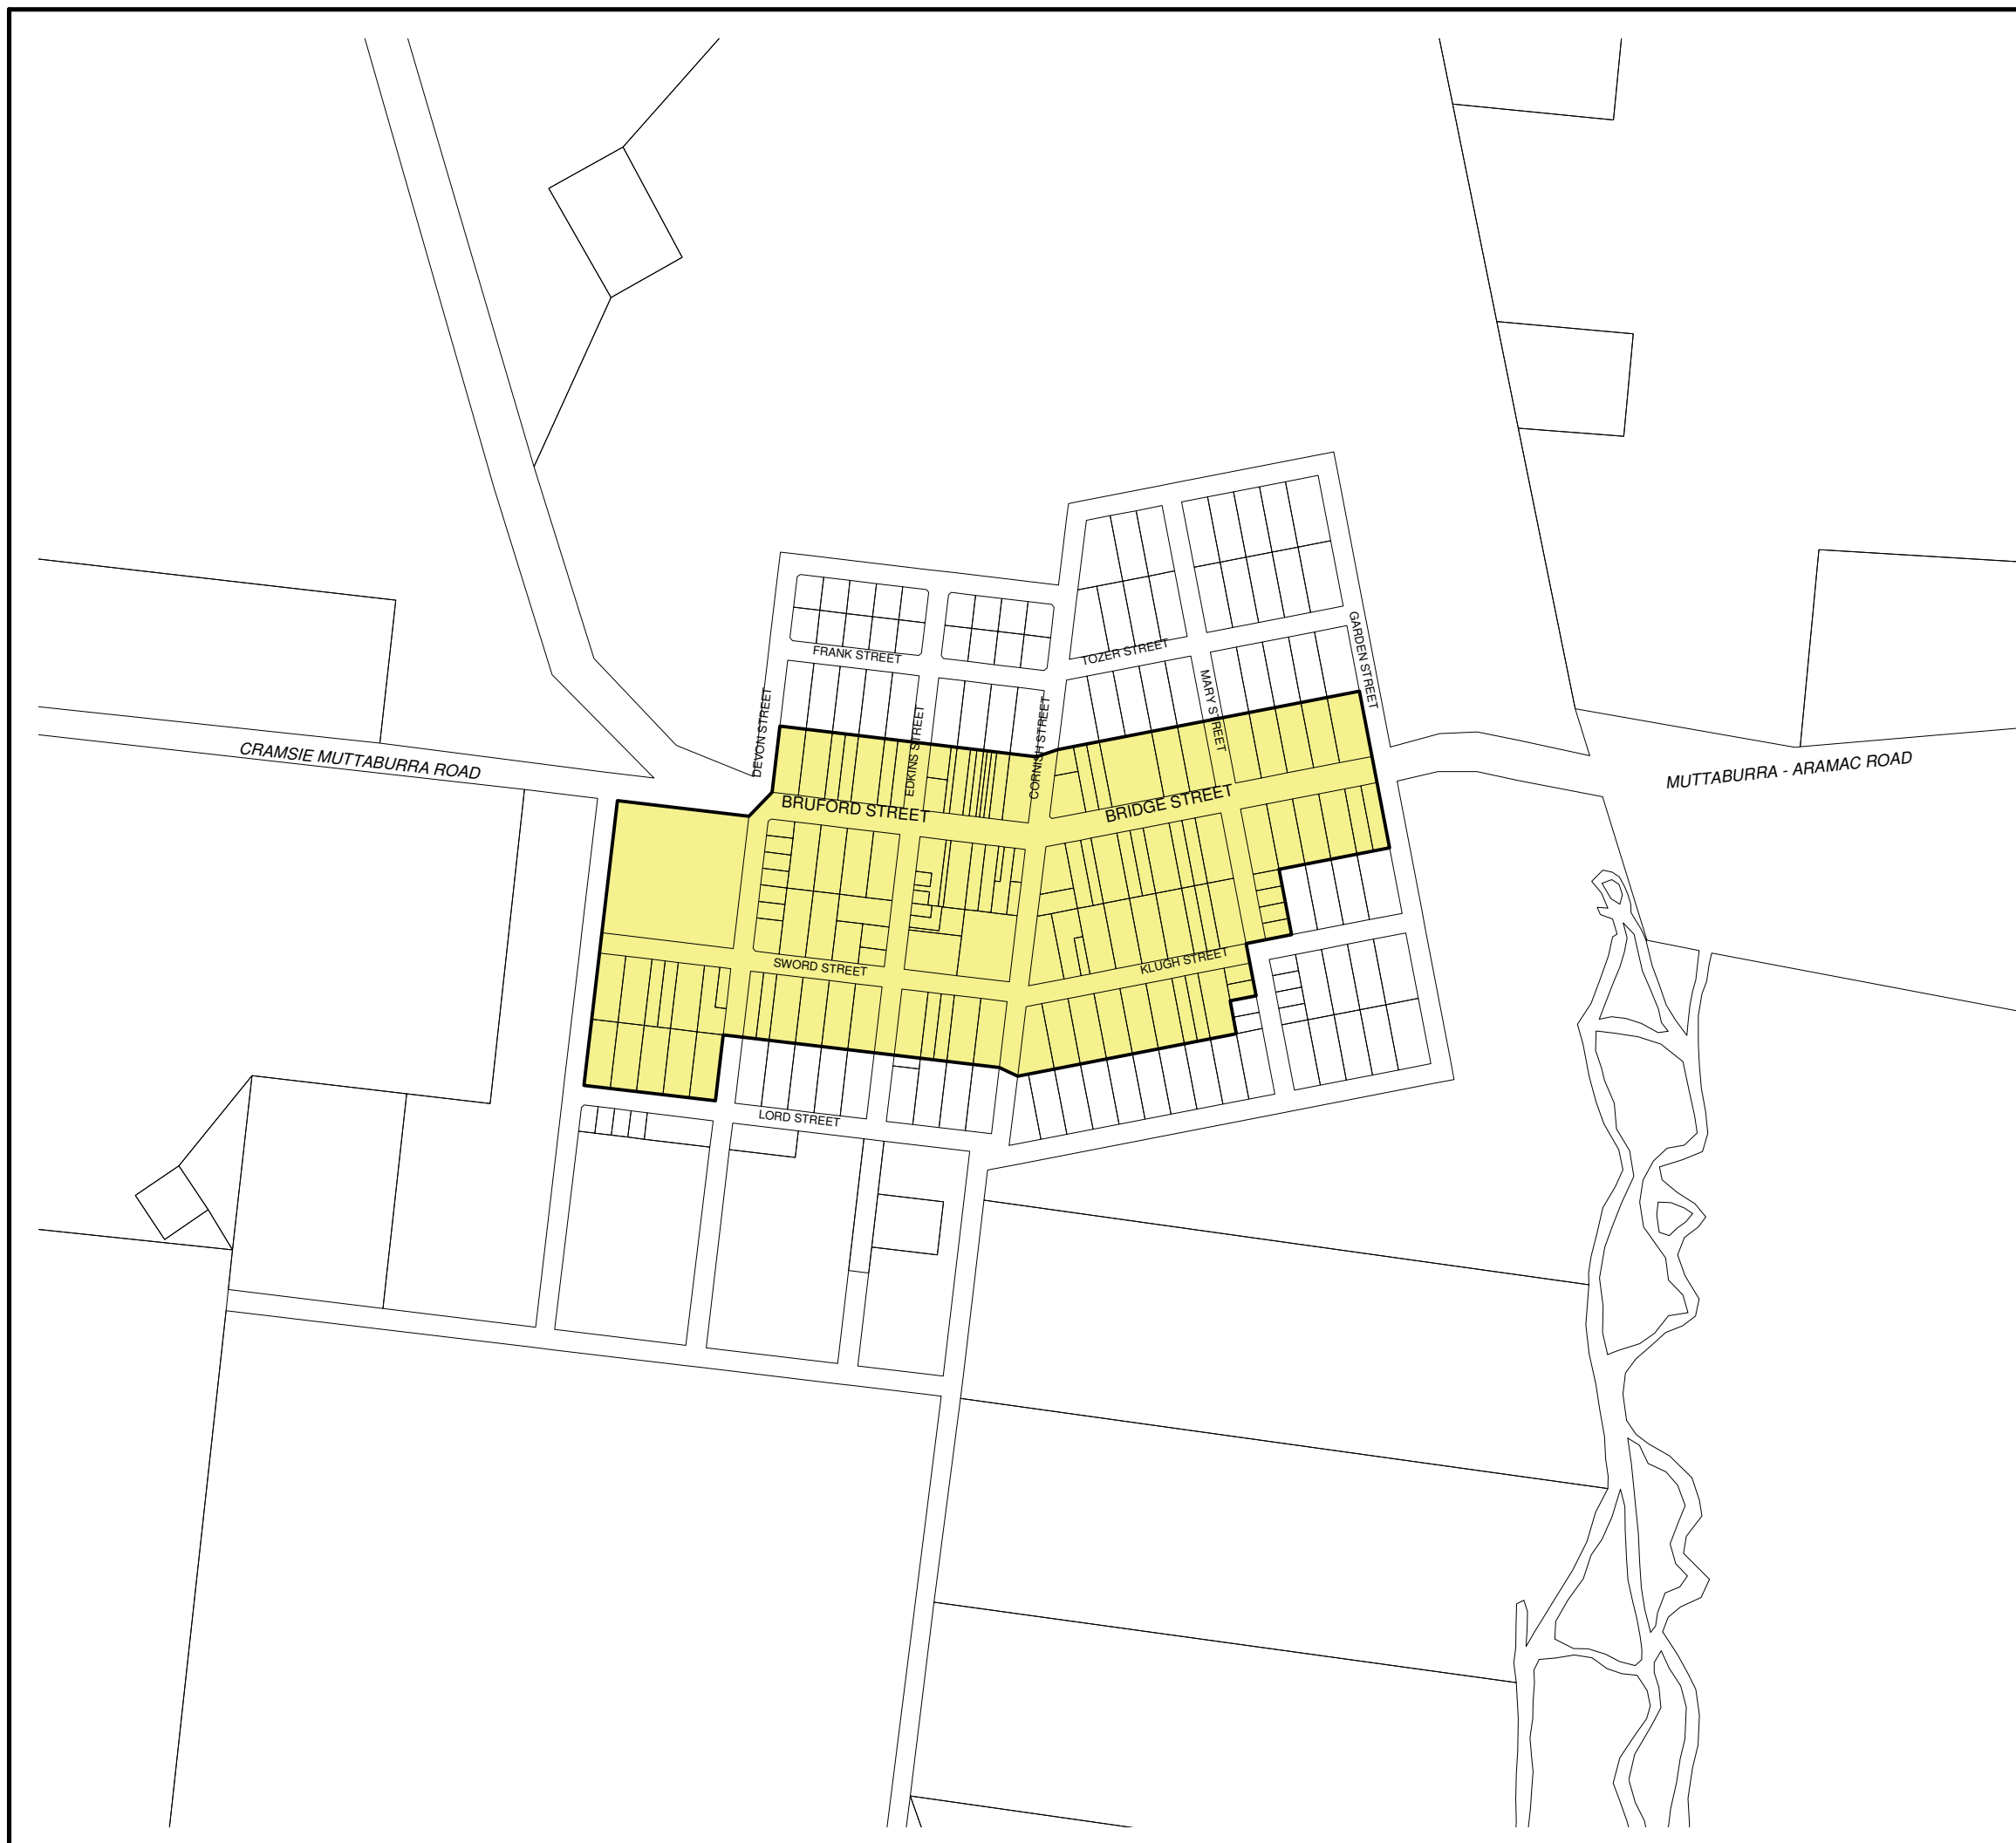 FRANK STREET
TOZER STREET
GARDEN STREET
MARY STREET
DEVON STREET
EDKINS STREET
CORNISH STREET
CRAMSIE MUTTABURRA ROAD
MUTTABURRA - ARAMAC ROAD
BRUFORD STREET
BRIDGE STREET
SWORD STREET
KLUGH STREET
LORD STREET